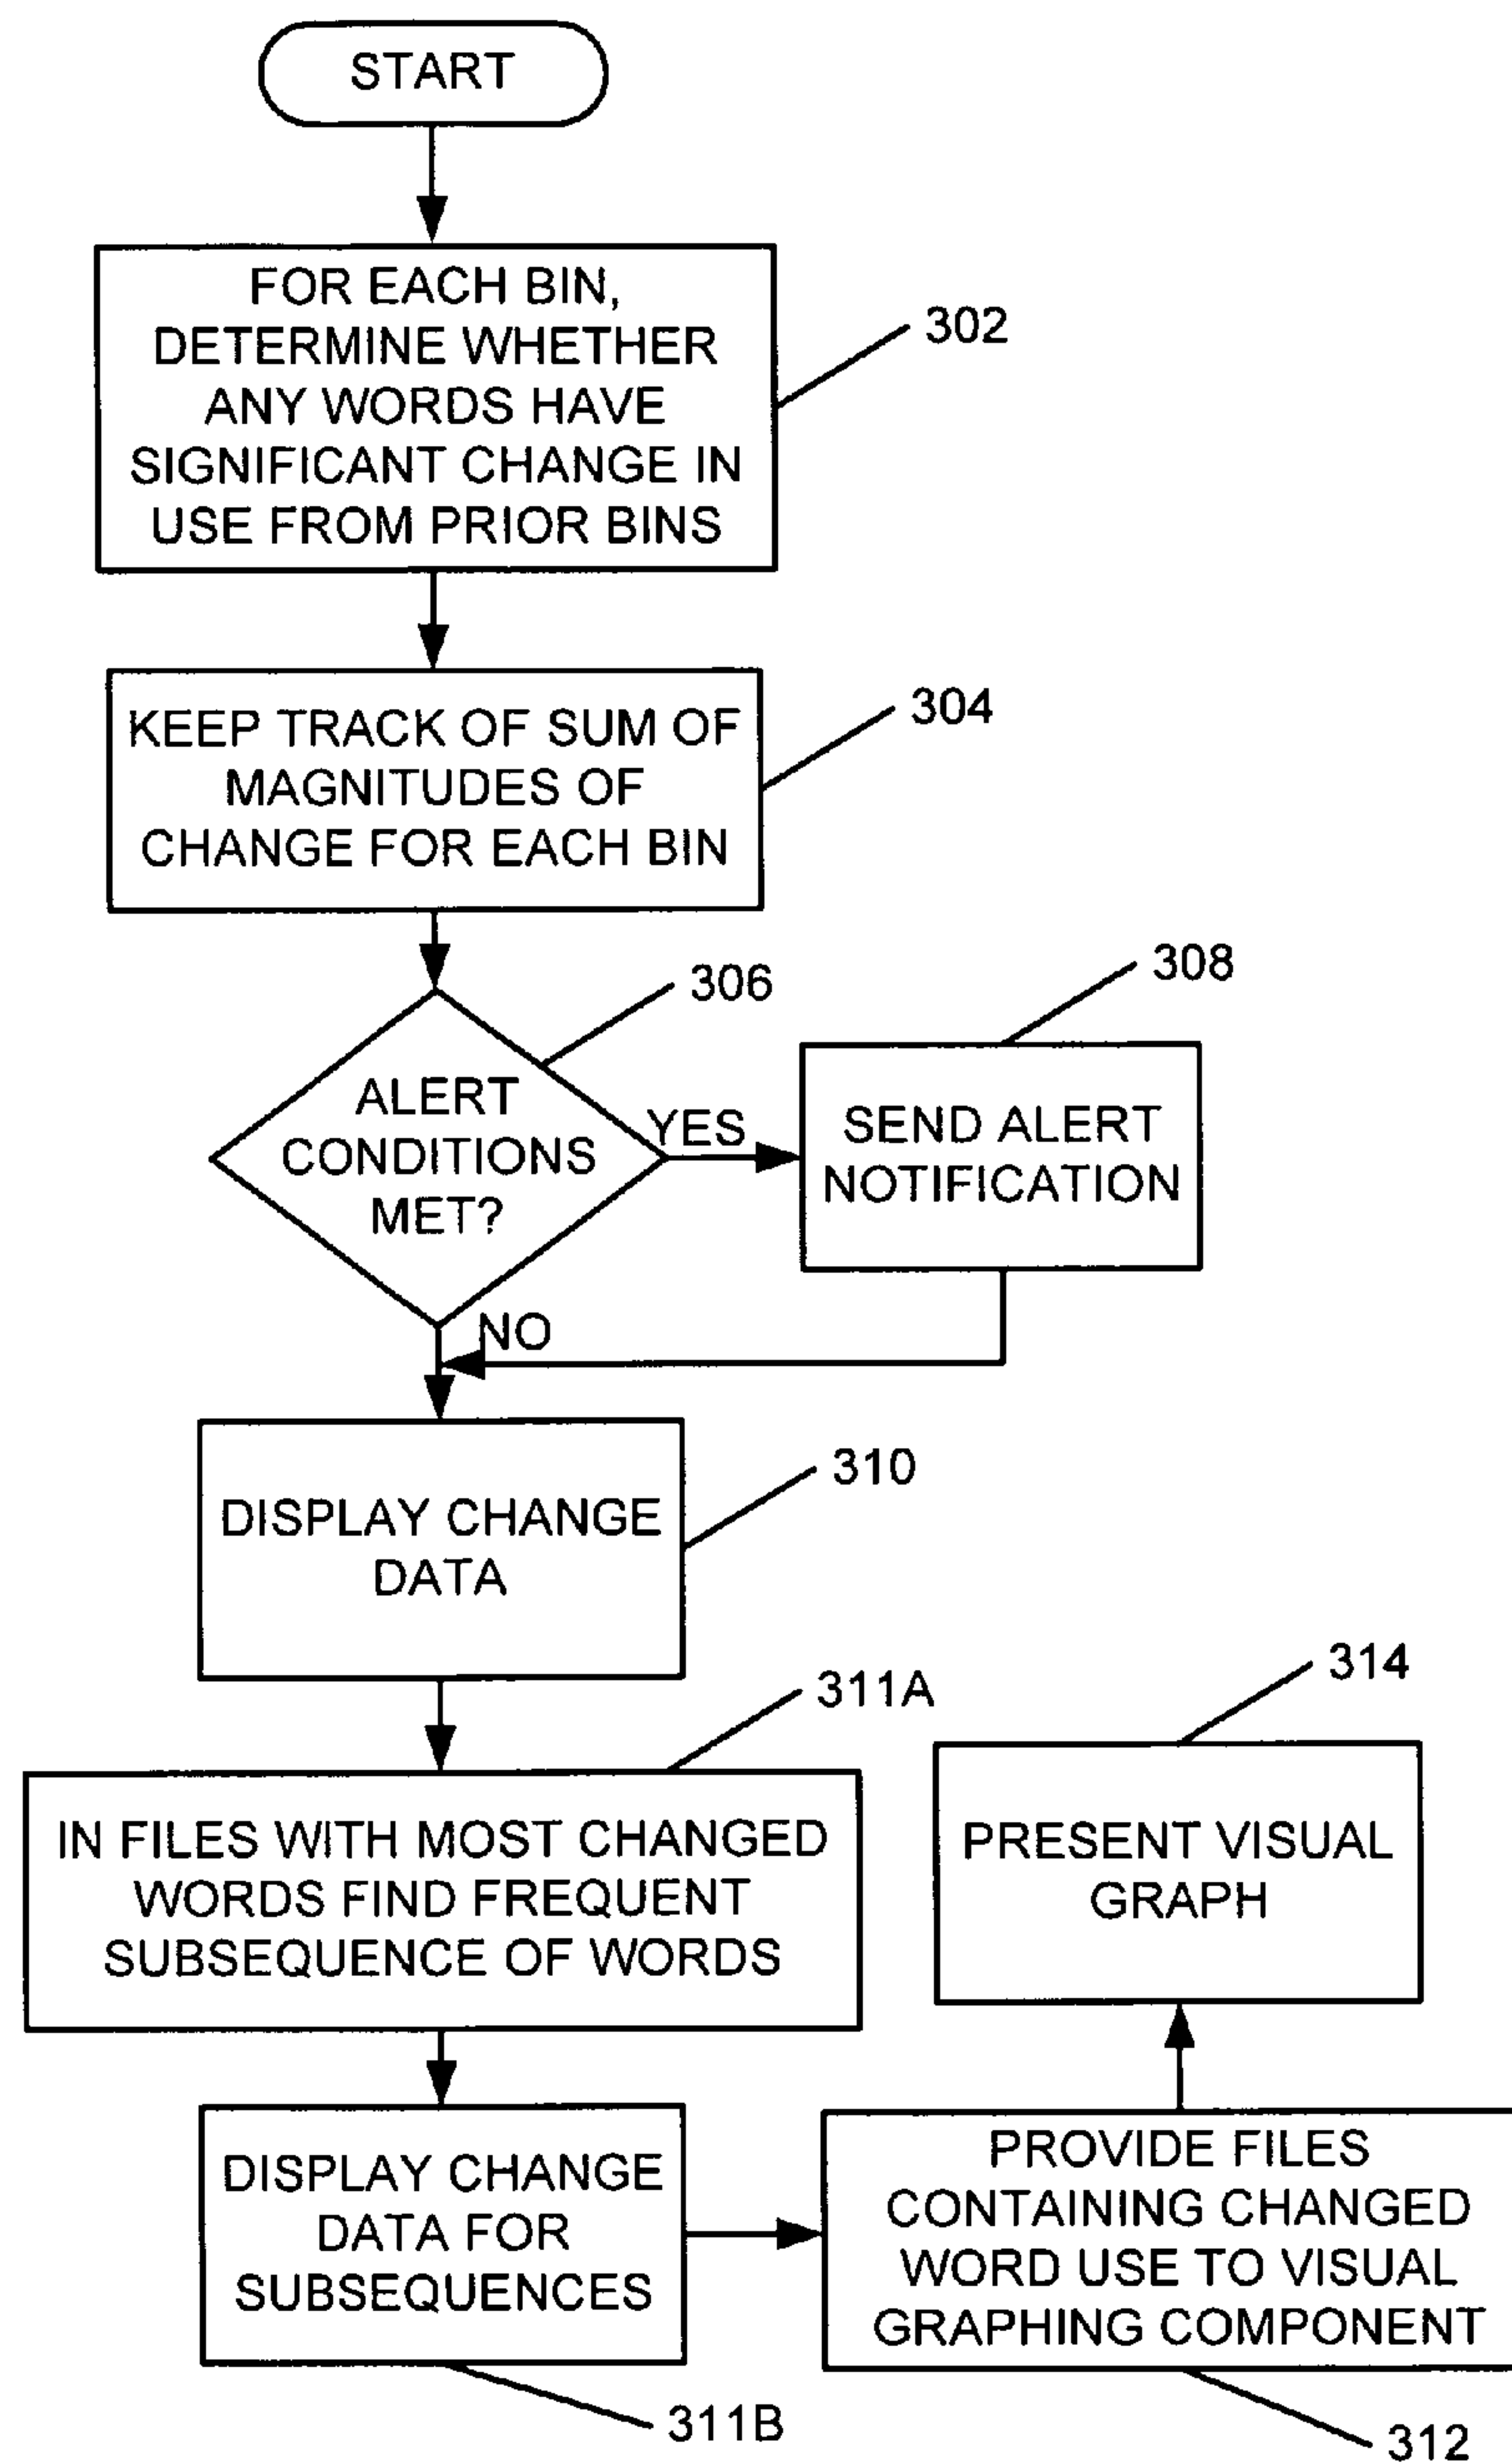 START
FOR EACH BIN,
DETERMINE WHETHER
ANY WORDS HAVE
SIGNIFICANT CHANGE IN
USE FROM PRIOR BINS
302
KEEP TRACK OF SUM OF
MAGNITUDES OF
CHANGE FOR EACH BIN
304
306
ALERT
CONDITIONS
MET?
YES
308
SEND ALERT
NOTIFICATION
NO
DISPLAY CHANGE
DATA
310
311A
IN FILES WITH MOST CHANGED
WORDS FIND FREQUENT
SUBSEQUENCE OF WORDS
DISPLAY CHANGE
DATA FOR
SUBSEQUENCES
311B
PROVIDE FILES
CONTAINING CHANGED
WORD USE TO VISUAL
GRAPHING COMPONENT
312
314
PRESENT VISUAL
GRAPH